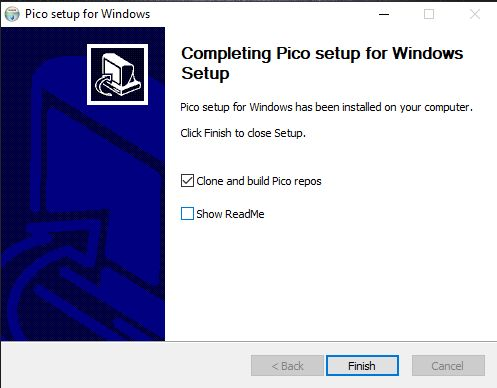 Pico setup for Windows
Completing Pico setup for Windows
Setup
Pico setup for Windows has been installed on your computer.
Click Finish to close Setup.
Clone and build Pico repos
Show ReadMe
< Back
Finish
Cancel